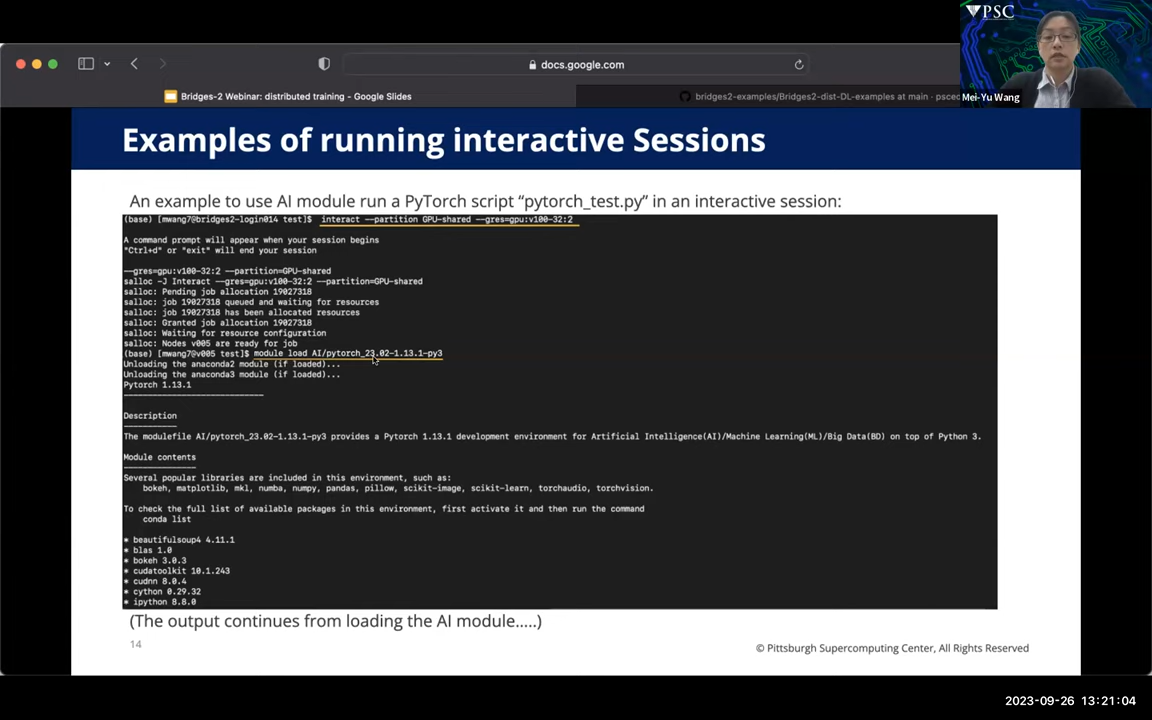 PSC
docs.google.com
Bridges-2 Webinar: distributed training - Google Slides
bridges2-examples/Bridges2-dist-DL-examples at main · psced
Mei-Yu Wang
Examples of running interactive Sessions
An example to use AI module run a PyTorch script “pytorch_test.py” in an interactive session:
(base) [mwang7@bridges2-login014 test]$ interact --partition GPU-shared --gres=gpu:v100-32:2
A command prompt will appear when your session begins
"Ctrl+d" or "exit" will end your session
--gres=gpu:v100-32:2 --partition=GPU-shared
salloc -J Interact --gres=gpu:v100-32:2 --partition=GPU-shared
salloc: Pending job allocation 19027318
salloc: job 19027318 queued and waiting for resources
salloc: job 19027318 has been allocated resources
salloc: Granted job allocation 19027318
salloc: Waiting for resource configuration
salloc: Nodes v005 are ready for job
(base) [mwang7@v005 test]$ module load AI/pytorch_23.02-1.13.1-py3
Unloading the anaconda2 module (if loaded)...
Unloading the anaconda3 module (if loaded)...
Pytorch 1.13.1
----------------------------
Description
-----------
The modulefile AI/pytorch_23.02-1.13.1-py3 provides a Pytorch 1.13.1 development environment for Artificial Intelligence(AI)/Machine Learning(ML)/Big Data(BD) on top of Python 3.
Module contents
---------------
Several popular libraries are included in this environment, such as:
bokeh, matplotlib, mkl, numba, numpy, pandas, pillow, scikit-image, scikit-learn, torchaudio, torchvision.
To check the full list of available packages in this environment, first activate it and then run the command
conda list
* beautifulsoup4 4.11.1
* blas 1.0
* bokeh 3.0.3
* cudatoolkit 10.1.243
* cudnn 8.0.4
* cython 0.29.32
* ipython 8.8.0
(The output continues from loading the AI module.....)
14
© Pittsburgh Supercomputing Center, All Rights Reserved
2023-09-26 13:21:04